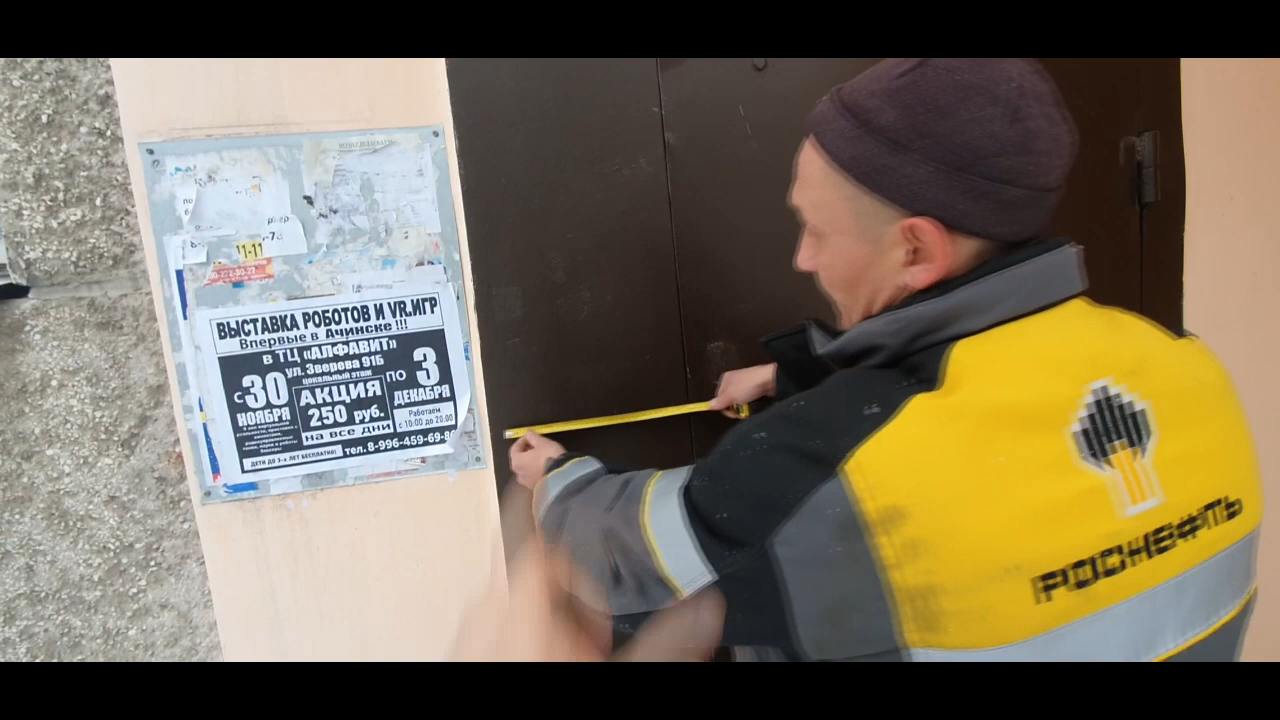 11-11
ВЫСТАВКА РОБОТОВ И VR.ИГР
Впервые в Ачинске !!!
в ТЦ «АЛФАВИТ»
ул. Зверева 91Б
цокальный этаж
с 30 НОЯБРЯ
по 3 ДЕКАБРЯ
АКЦИЯ
250 руб.
на все дни
Работаем
с 10:00 до 20:00
ДЕТИ ДО 3-х ЛЕТ БЕСПЛАТНО!
тел. 8-996-459-69-8
РОСНЕФТЬ